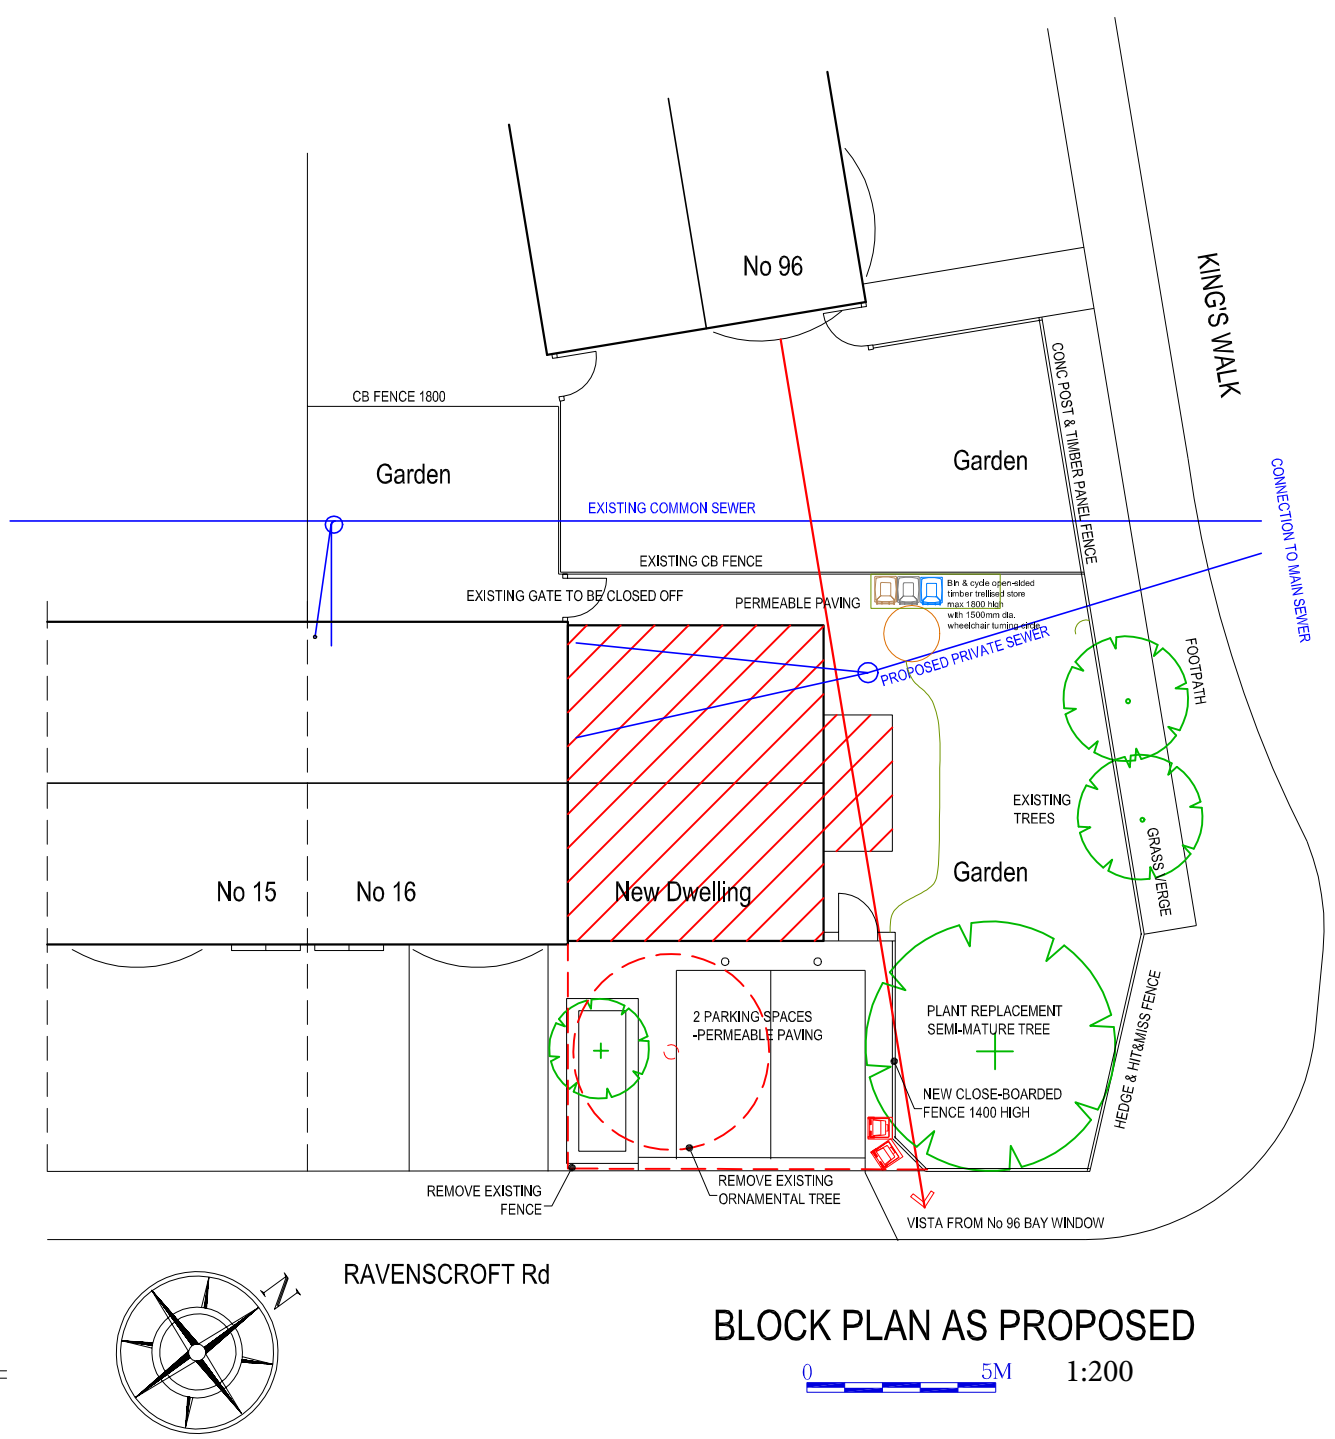 No 96
KING'S WALK
CB FENCE 1800
CONC POST & TIMBER PANEL FENCE
Garden
Garden
CONNECTION TO MAIN SEWER
EXISTING COMMON SEWER
EXISTING CB FENCE
EXISTING GATE TO BE CLOSED OFF
PERMEABLE PAVING
Bin & cycle open-sided
timber trellised store
max 1800 high
with 1500mm dia.
wheelchair turning circle
PROPOSED PRIVATE SEWER
FOOTPATH
EXISTING
TREES
GRASS VERGE
No 15
No 16
New Dwelling
Garden
2 PARKING SPACES
-PERMEABLE PAVING
PLANT REPLACEMENT
SEMI-MATURE TREE
HEDGE & HIT&MISS FENCE
NEW CLOSE-BOARDED
FENCE 1400 HIGH
REMOVE EXISTING
FENCE
REMOVE EXISTING
ORNAMENTAL TREE
VISTA FROM No 96 BAY WINDOW
N
RAVENSCROFT Rd
BLOCK PLAN AS PROPOSED
0 5M 1:200